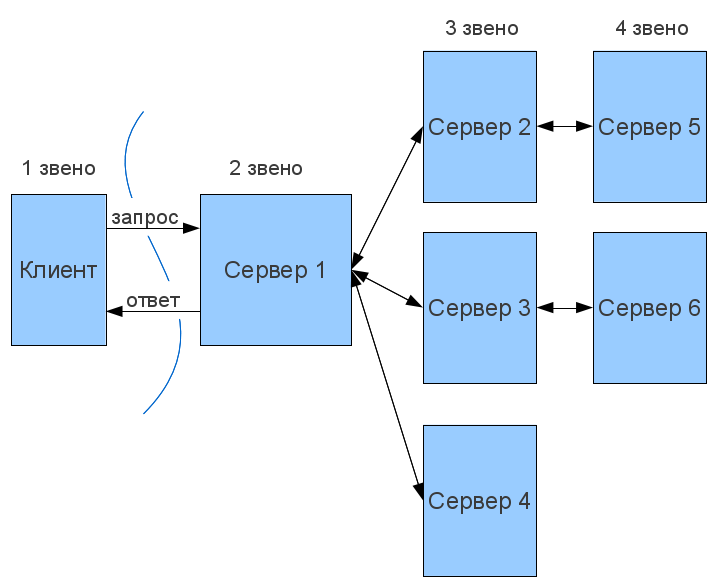 3 звено
4 звено
Сервер 2
Сервер 5
1 звено
2 звено
запрос
Клиент
Сервер 1
ответ
Сервер 3
Сервер 6
Сервер 4